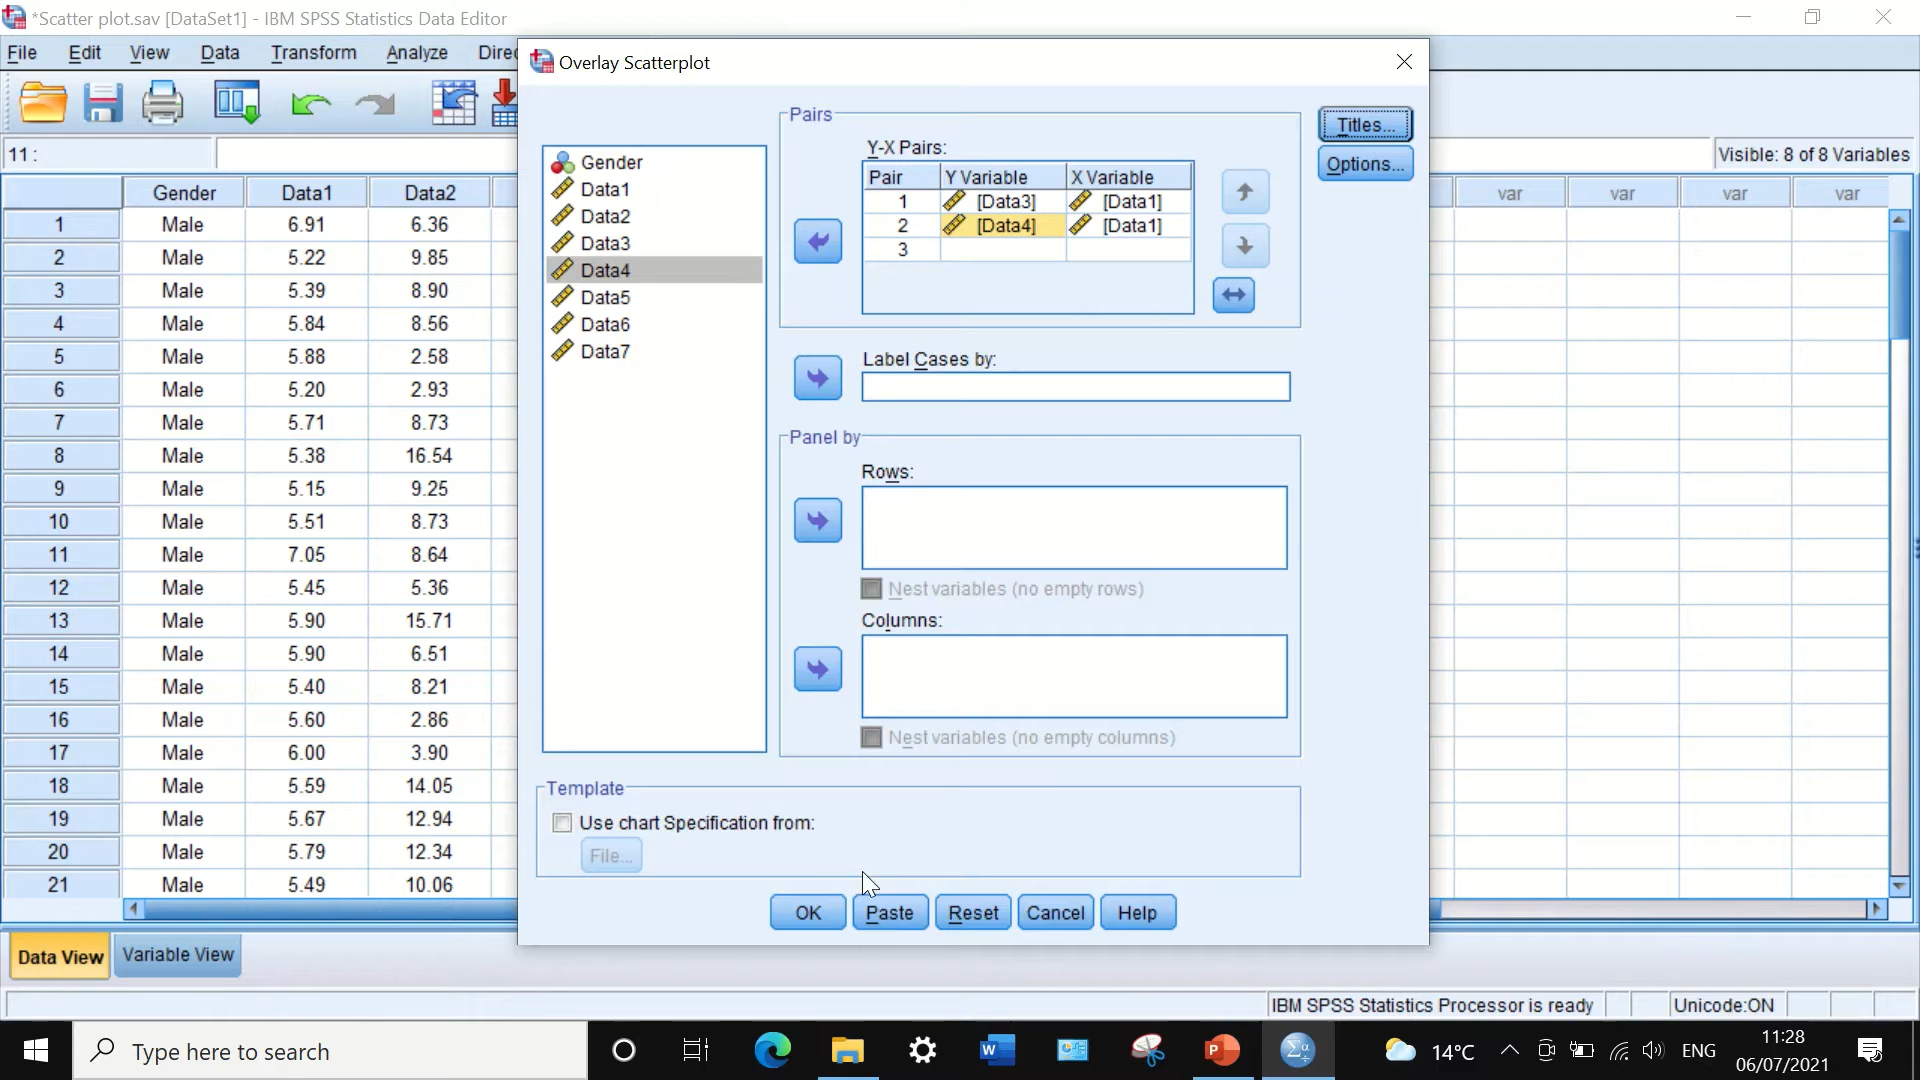 *Scatter plot.sav [DataSet1] - IBM SPSS Statistics Data Editor
File Edit View Data Transform Analyze Direc
Overlay Scatterplot
11 :
Visible: 8 of 8 Variables
Gender Data1 Data2 var var var var
1 Male 6.91 6.36
2 Male 5.22 9.85
3 Male 5.39 8.90
4 Male 5.84 8.56
5 Male 5.88 2.58
6 Male 5.20 2.93
7 Male 5.71 8.73
8 Male 5.38 16.54
9 Male 5.15 9.25
10 Male 5.51 8.73
11 Male 7.05 8.64
12 Male 5.45 5.36
13 Male 5.90 15.71
14 Male 5.90 6.51
15 Male 5.40 8.21
16 Male 5.60 2.86
17 Male 6.00 3.90
18 Male 5.59 14.05
19 Male 5.67 12.94
20 Male 5.79 12.34
21 Male 5.49 10.06
Gender
Data1
Data2
Data3
Data4
Data5
Data6
Data7
Pairs
Y-X Pairs:
Pair Y Variable X Variable
1 [Data3] [Data1]
2 [Data4] [Data1]
3
Titles...
Options...
Label Cases by:
Panel by
Rows:
Nest variables (no empty rows)
Columns:
Nest variables (no empty columns)
Template
Use chart Specification from:
File...
OK Paste Reset Cancel Help
Data View Variable View
IBM SPSS Statistics Processor is ready Unicode:ON
Type here to search
W
P
Σα
14°C
ENG
11:28
06/07/2021